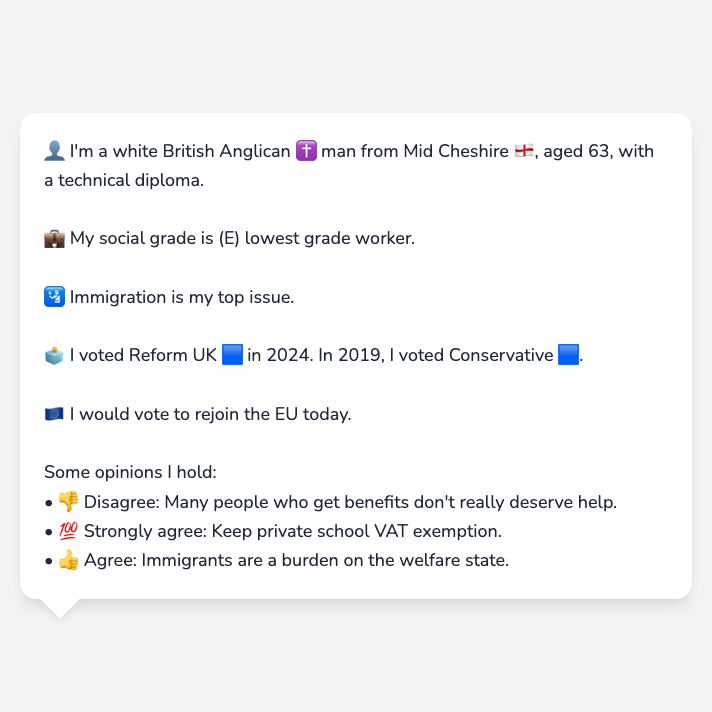 👤 I'm a white British Anglican ✝️ man from Mid Cheshire 🏴󠁧󠁢󠁥󠁮󠁧󠁿, aged 63, with
a technical diploma.
💼 My social grade is (E) lowest grade worker.
🛂 Immigration is my top issue.
🗳️ I voted Reform UK 🟦 in 2024. In 2019, I voted Conservative 🟦.
🇪🇺 I would vote to rejoin the EU today.
Some opinions I hold:
• 👎 Disagree: Many people who get benefits don't really deserve help.
• 💯 Strongly agree: Keep private school VAT exemption.
• 👍 Agree: Immigrants are a burden on the welfare state.